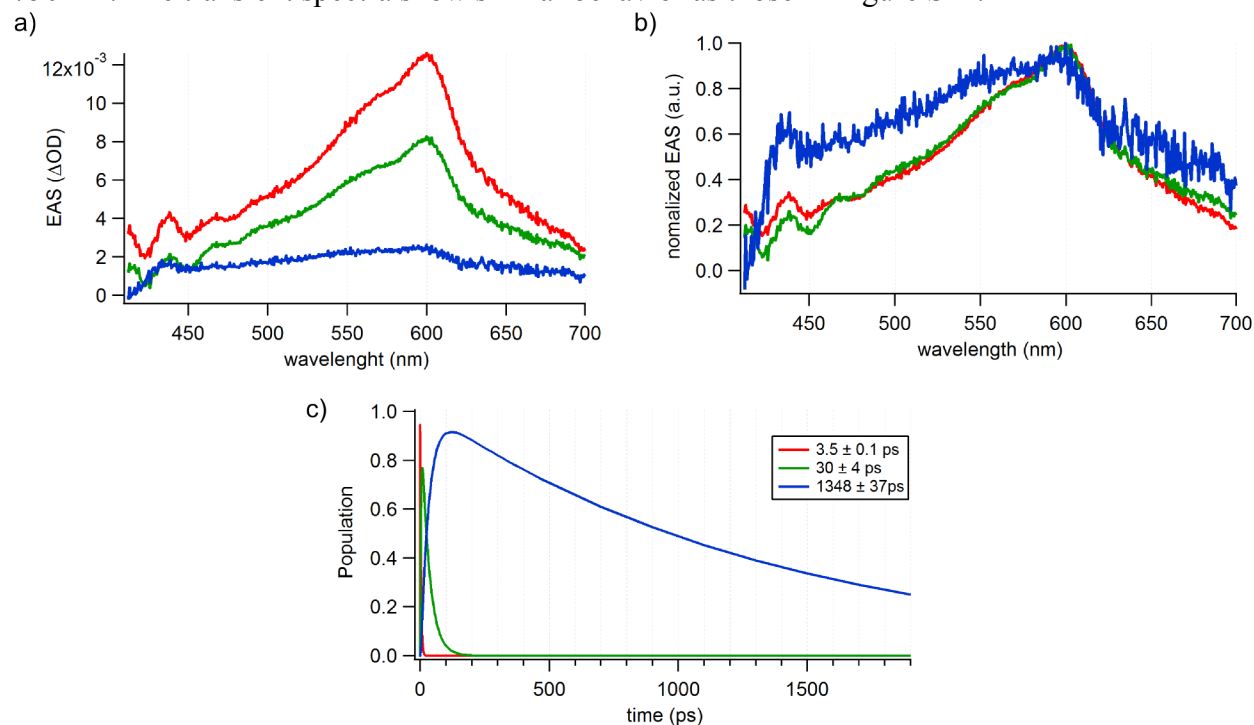 a)
12x10⁻³
10
8
6
4
2
0
EAS (ΔOD)
450 500 550 600 650 700
wavelenght (nm)
b)
1.0
0.8
0.6
0.4
0.2
0.0
normalized EAS (a.u.)
450 500 550 600 650 700
wavelength (nm)
c)
1.0
0.8
0.6
0.4
0.2
0.0
Population
3.5 ± 0.1 ps
30 ± 4 ps
1348 ± 37ps
0 500 1000 1500
time (ps)